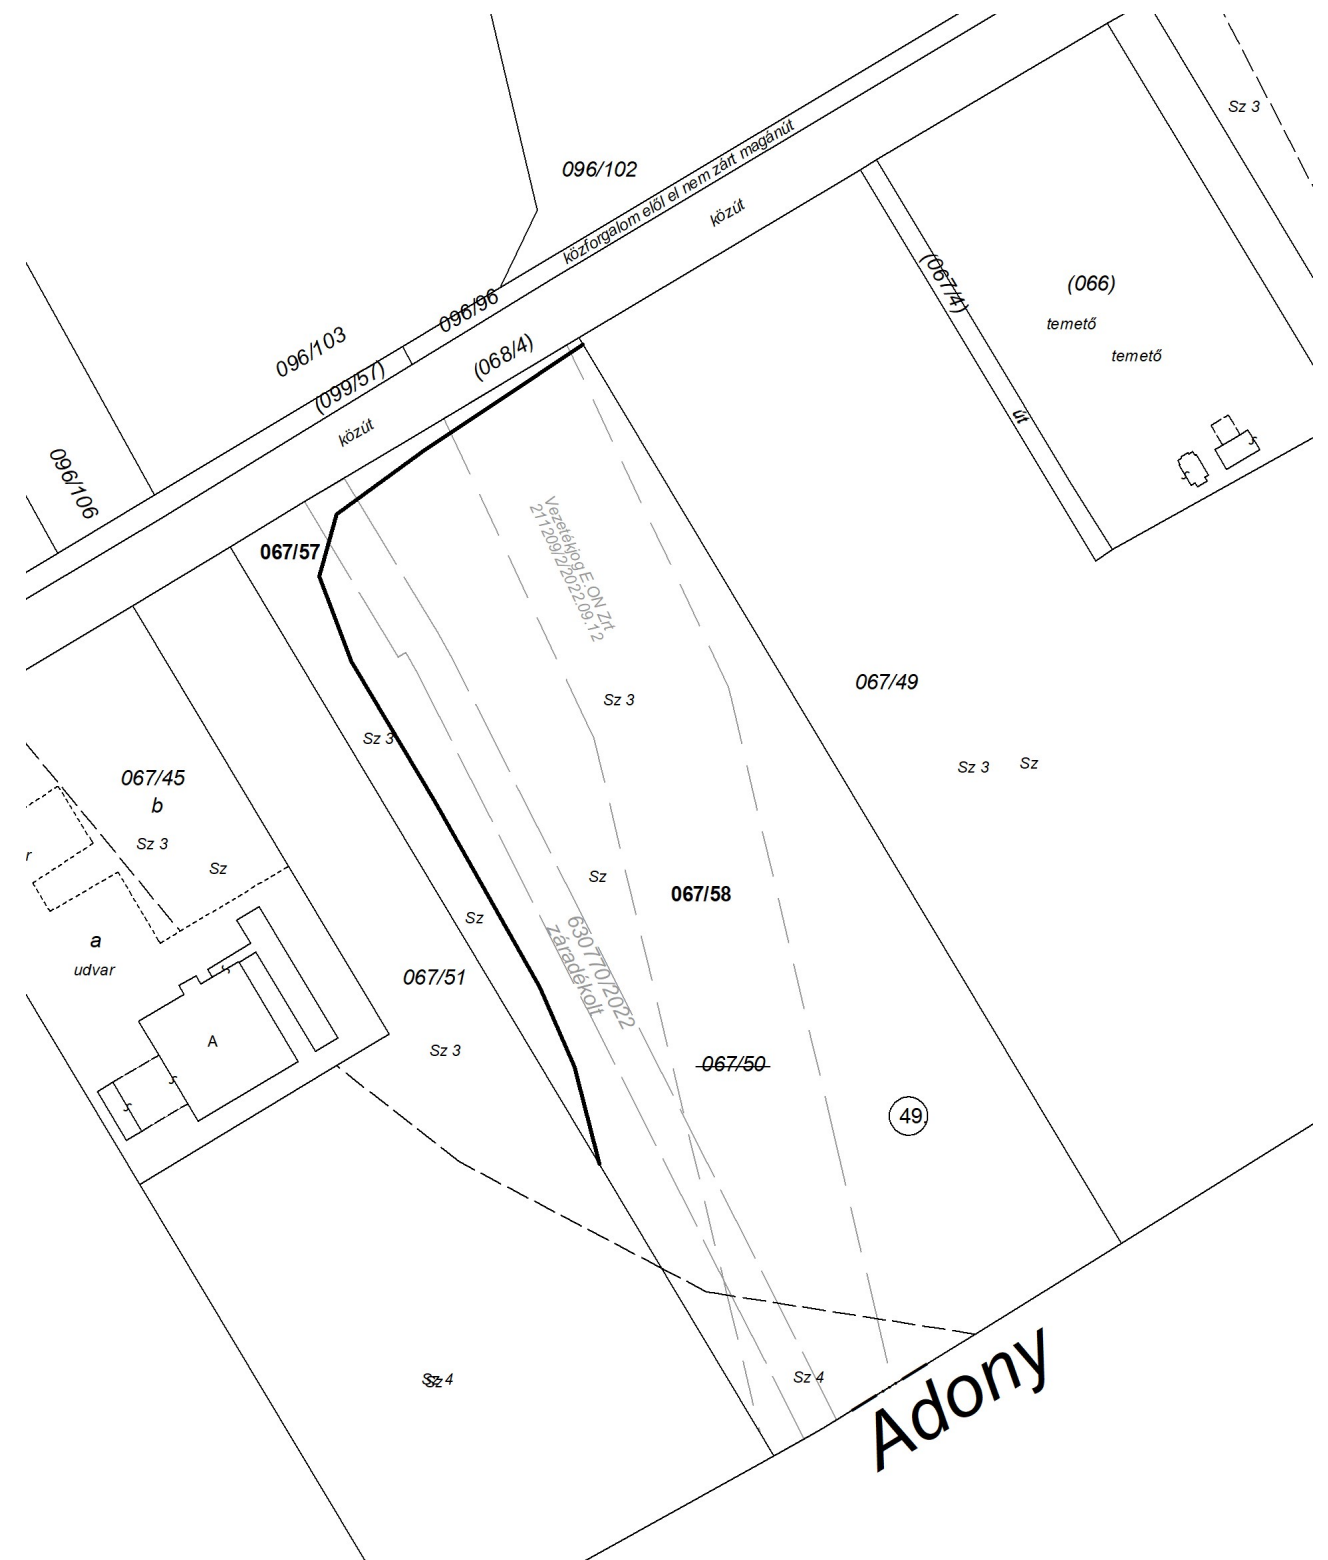 Sz 3
096/102
közforgalom elől el nem zárt magánút
közút
(067/4)
(066)
temető
temető
096/96
096/103
(068/4)
(099/57)
közút
út
096/106
067/57
Vezetékjog E.ON Zrt
211209/2/2022.09.12
067/49
Sz 3
Sz 3
Sz 3
Sz
067/45
b
Sz 3
Sz
r
Sz
067/58
Sz
a
udvar
630770/2022
záradékolt
067/51
A
Sz 3
067/50
49.
Sz 4
Sz
Sz 4
Adony